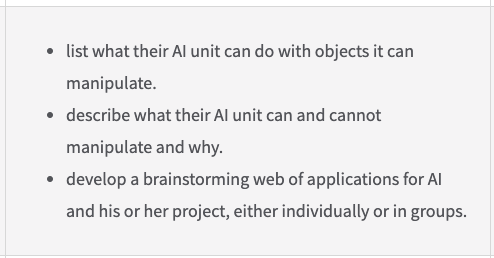 • list what their AI unit can do with objects it can
manipulate.
• describe what their AI unit can and cannot
manipulate and why.
• develop a brainstorming web of applications for AI
and his or her project, either individually or in groups.